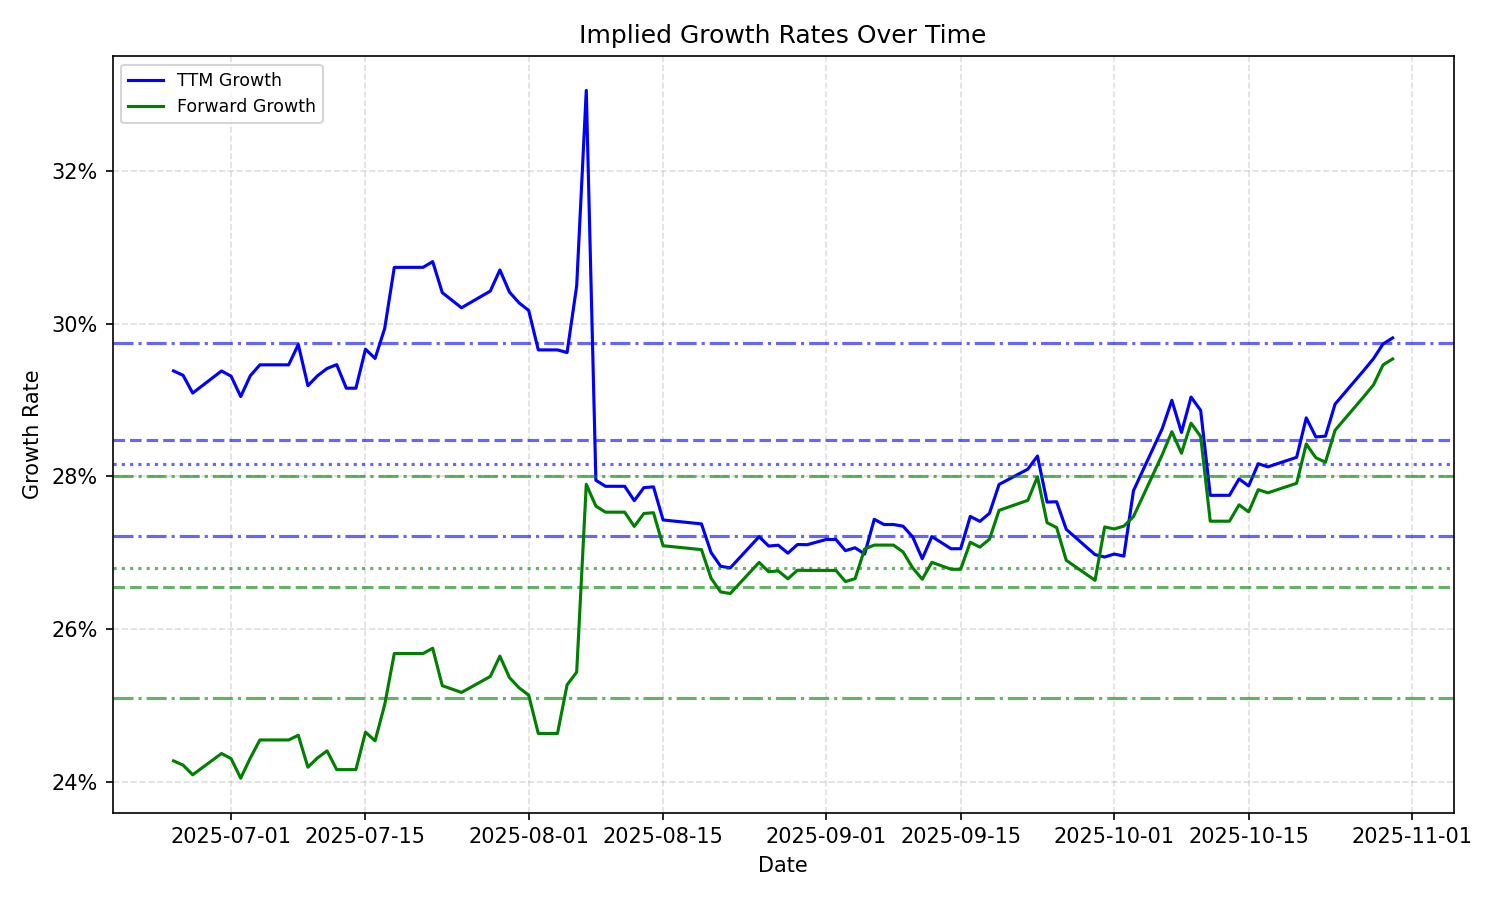 Implied Growth Rates Over Time
TTM Growth
Forward Growth
32%
30%
28%
26%
24%
Growth Rate
2025-07-01 2025-07-15 2025-08-01 2025-08-15 2025-09-01 2025-09-15 2025-10-01 2025-10-15 2025-11-01
Date